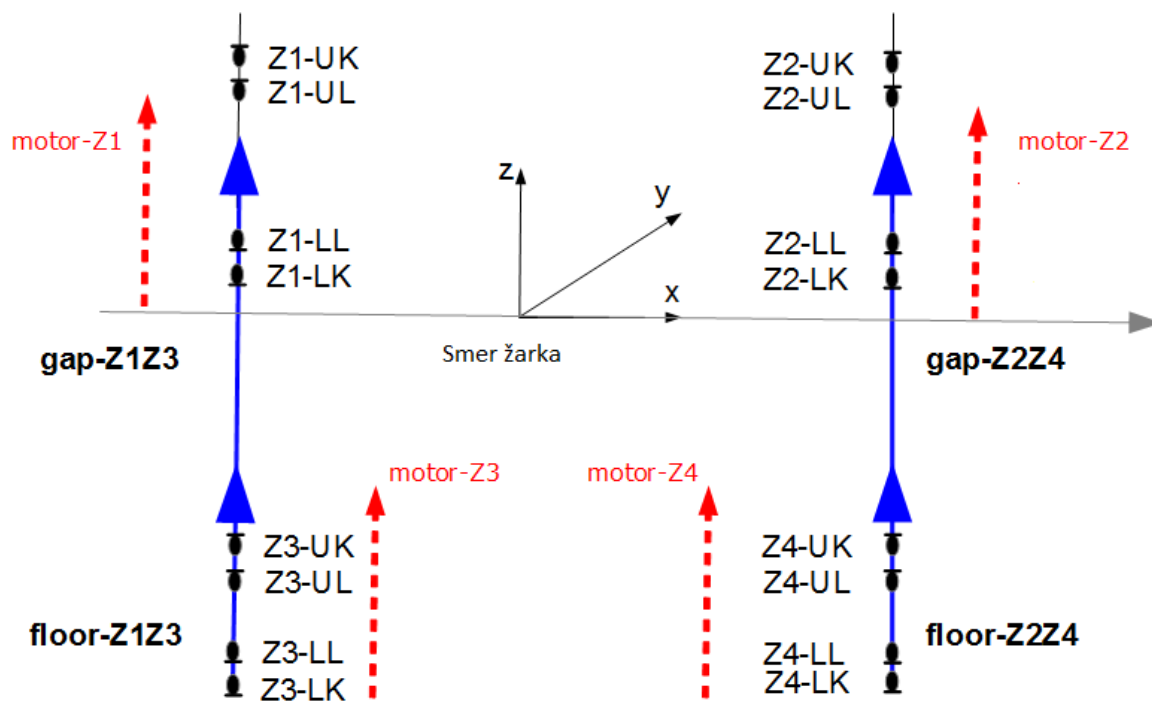 Z1-UK
Z1-UL
motor-Z1
Z1-LL
Z1-LK
gap-Z1Z3
z
y
x
Smer žarka
Z2-UK
Z2-UL
motor-Z2
Z2-LL
Z2-LK
gap-Z2Z4
motor-Z3
Z3-UK
Z3-UL
floor-Z1Z3
Z3-LL
Z3-LK
motor-Z4
Z4-UK
Z4-UL
floor-Z2Z4
Z4-LL
Z4-LK